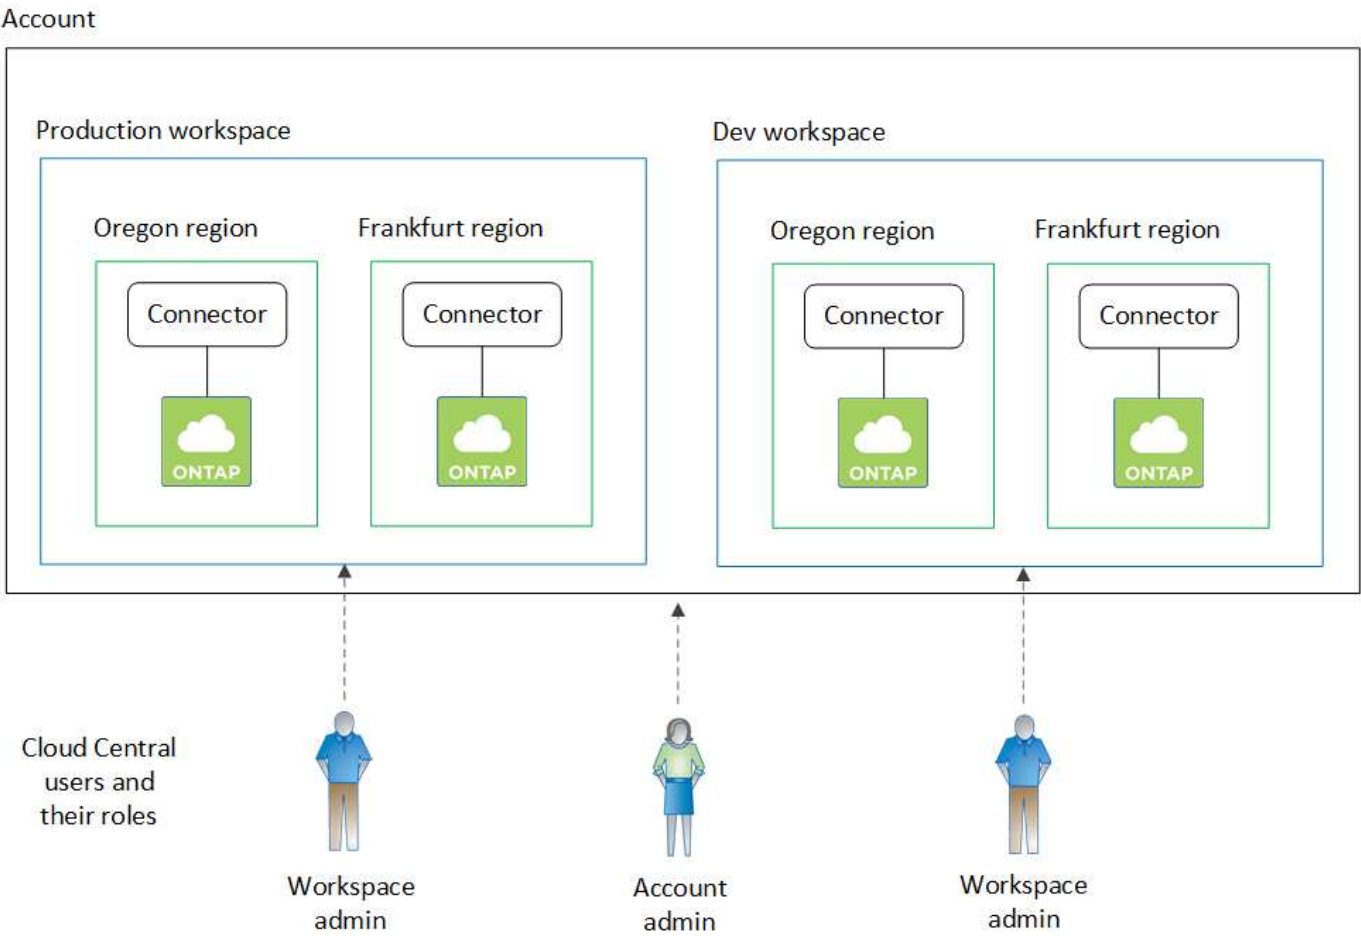 Account
Production workspace
Dev workspace
Oregon region
Frankfurt region
Oregon region
Frankfurt region
Connector
Connector
Connector
Connector
ONTAP
ONTAP
ONTAP
ONTAP
Cloud Central
users and
their roles
Workspace
admin
Account
admin
Workspace
admin